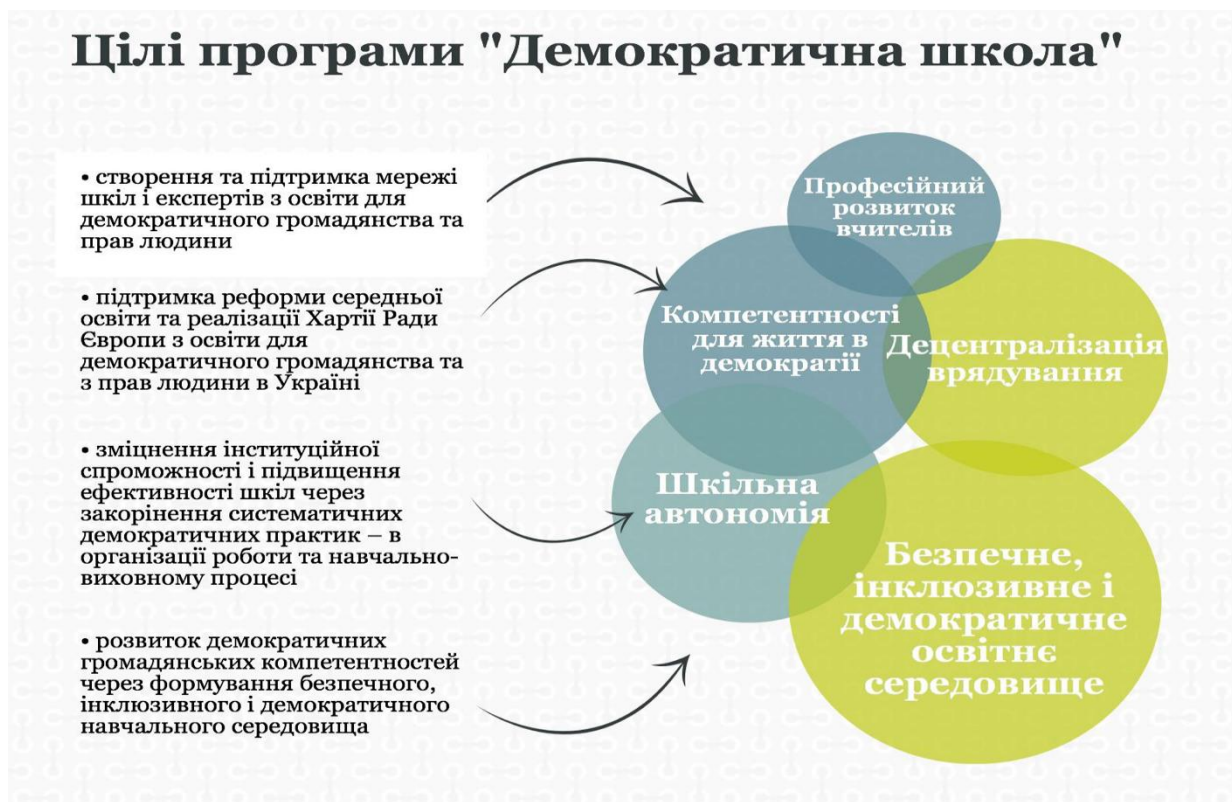 Цілі програми "Демократична школа"
• створення та підтримка мережі
шкіл і експертів з освіти для
демократичного громадянства та
прав людини
• підтримка реформи середньої
освіти та реалізації Хартії Ради
Європи з освіти для
демократичного громадянства та
з прав людини в Україні
• зміцнення інституційної
спроможності і підвищення
ефективності шкіл через
закорінення систематичних
демократичних практик – в
організації роботи та навчально-
виховному процесі
• розвиток демократичних
громадянських компетентностей
через формування безпечного,
інклюзивного і демократичного
навчального середовища
Професійний
розвиток
вчителів
Компетентності
для життя в
демократії
Децентралізація
врядування
Шкільна
автономія
Безпечне,
інклюзивне і
демократичне
освітнє
середовище